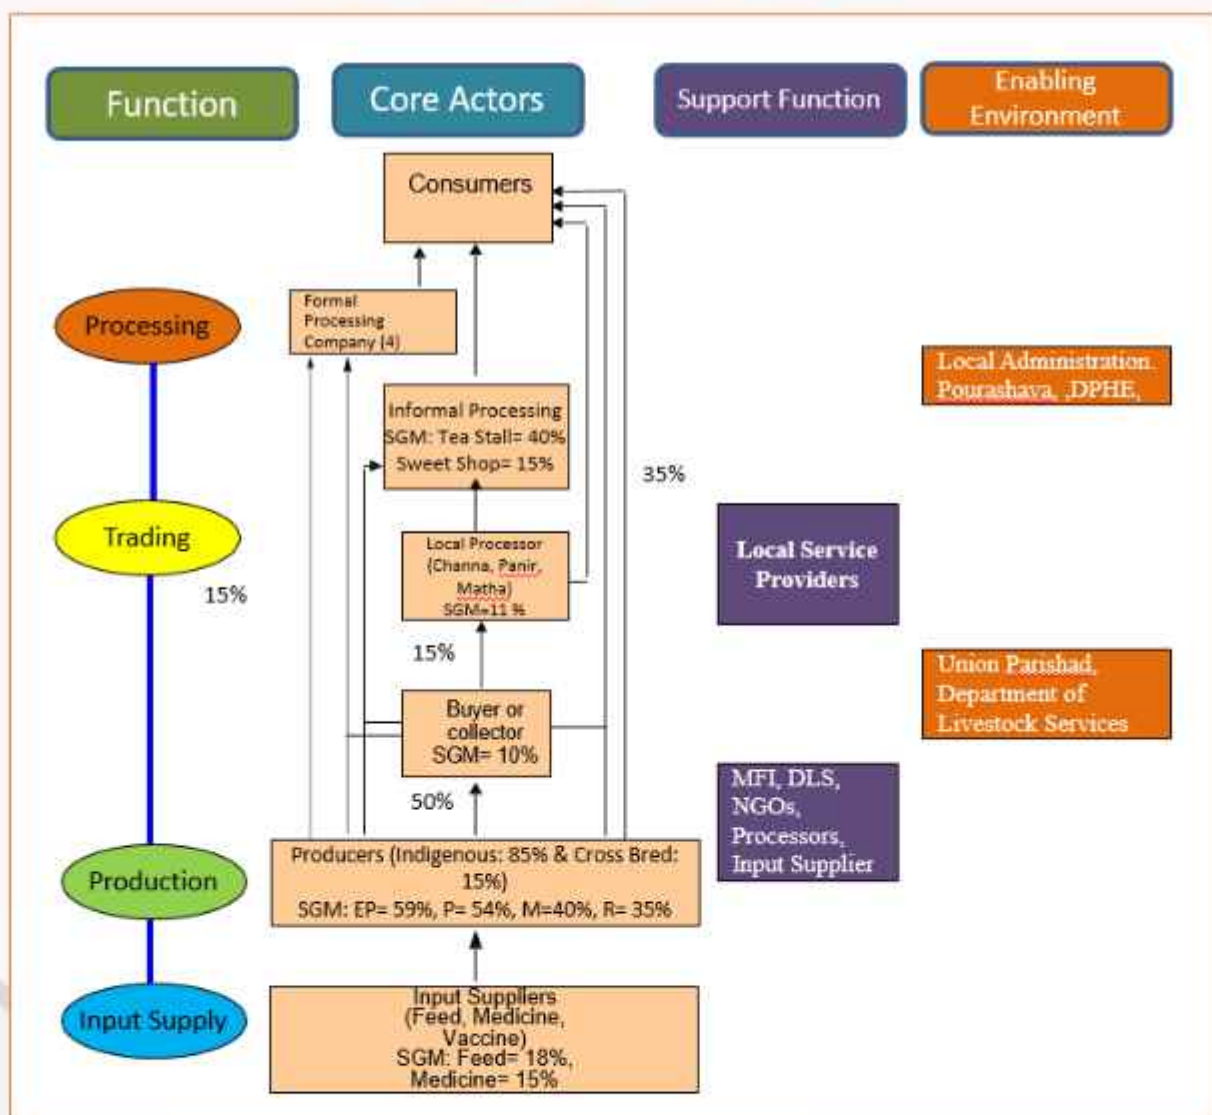 Function
Core Actors
Support Function
Enabling
Environment
Consumers
Formal
Processing
Company (4)
Processing
Local Administration.
Pourashava, ,DPHE,
Informal Processing
SGM: Tea Stall= 40%
Sweet Shop= 15%
35%
Trading
15%
Local Processor
(Channa, Panir,
Matha)
SGM=11 %
Local Service
Providers
15%
Union Parishad,
Department of
Livestock Services
Buyer or
collector
SGM= 10%
50%
MFI, DLS,
NGOs,
Processors,
Input Supplier
Production
Producers (Indigenous: 85% & Cross Bred:
15%)
SGM: EP= 59%, P= 54%, M=40%, R= 35%
Input Supply
Input Suppliers
(Feed, Medicine,
Vaccine)
SGM: Feed= 18%,
Medicine= 15%